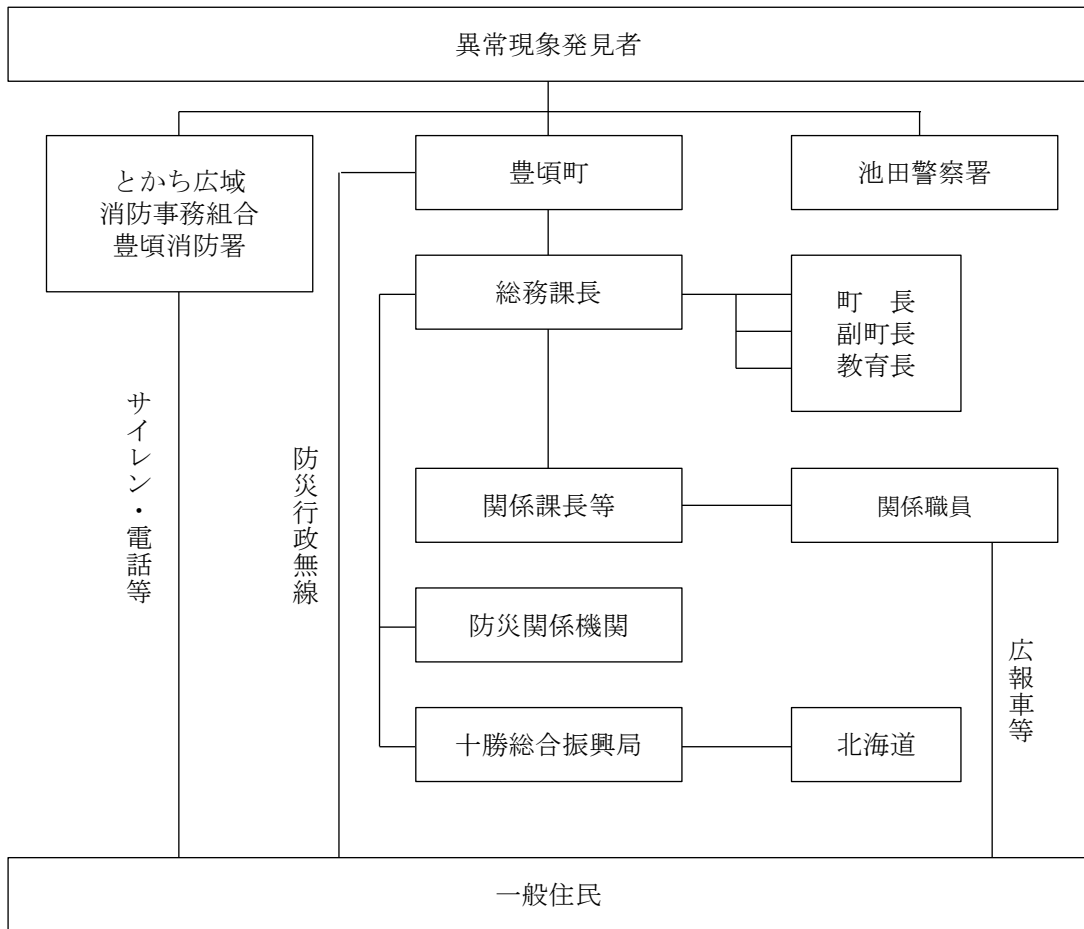 異常現象発見者
とかち広域
消防事務組合
豊頃消防署
豊頃町
池田警察署
総務課長
町　長
副町長
教育長
サイレン・電話等
防災行政無線
関係課長等
関係職員
防災関係機関
広報車等
十勝総合振興局
北海道
一般住民